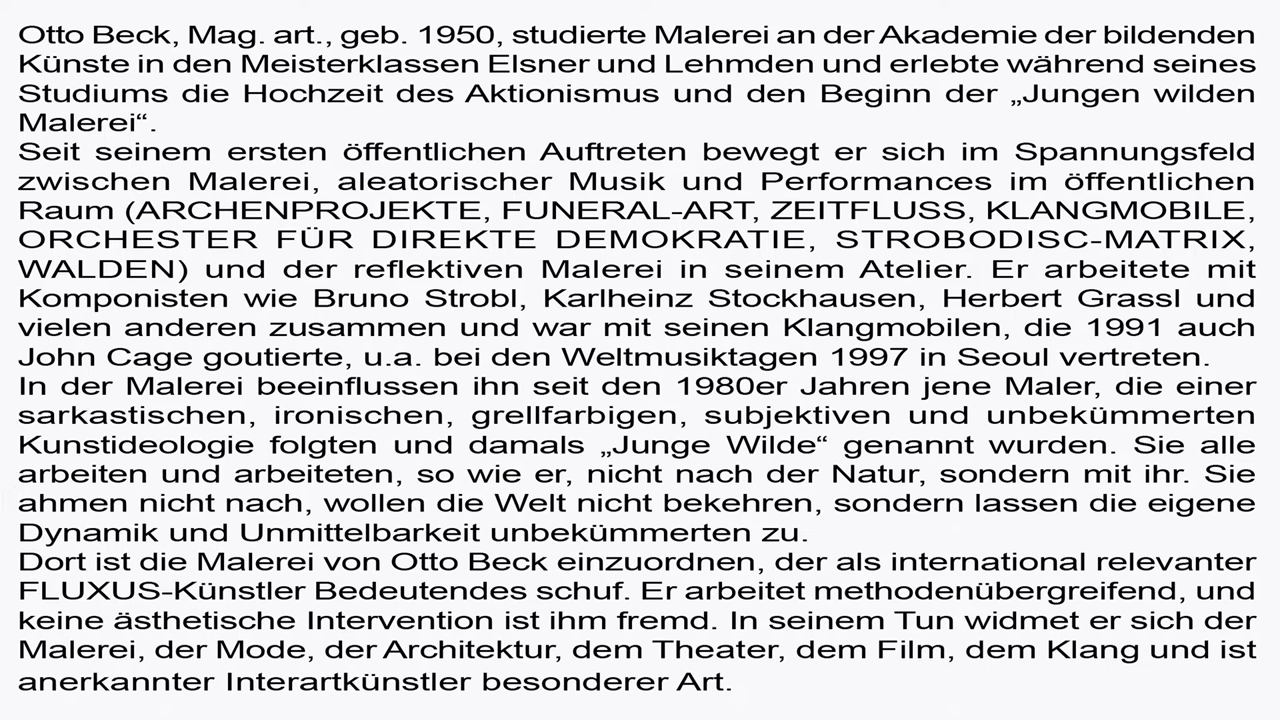 Otto Beck, Mag. art., geb. 1950, studierte Malerei an der Akademie der bildenden
Künste in den Meisterklassen Elsner und Lehmden und erlebte während seines
Studiums die Hochzeit des Aktionismus und den Beginn der „Jungen wilden
Malerei“.
Seit seinem ersten öffentlichen Auftreten bewegt er sich im Spannungsfeld
zwischen Malerei, aleatorischer Musik und Performances im öffentlichen
Raum (ARCHENPROJEKTE, FUNERAL-ART, ZEITFLUSS, KLANGMOBILE,
ORCHESTER FÜR DIREKTE DEMOKRATIE, STROBODISC-MATRIX,
WALDEN) und der reflektiven Malerei in seinem Atelier. Er arbeitete mit
Komponisten wie Bruno Strobl, Karlheinz Stockhausen, Herbert Grassl und
vielen anderen zusammen und war mit seinen Klangmobilen, die 1991 auch
John Cage goutierte, u.a. bei den Weltmusiktagen 1997 in Seoul vertreten.
In der Malerei beeinflussen ihn seit den 1980er Jahren jene Maler, die einer
sarkastischen, ironischen, grellfarbigen, subjektiven und unbekümmerten
Kunstideologie folgten und damals „Junge Wilde“ genannt wurden. Sie alle
arbeiten und arbeiteten, so wie er, nicht nach der Natur, sondern mit ihr. Sie
ahmen nicht nach, wollen die Welt nicht bekehren, sondern lassen die eigene
Dynamik und Unmittelbarkeit unbekümmerten zu.
Dort ist die Malerei von Otto Beck einzuordnen, der als international relevanter
FLUXUS-Künstler Bedeutendes schuf. Er arbeitet methodenübergreifend, und
keine ästhetische Intervention ist ihm fremd. In seinem Tun widmet er sich der
Malerei, der Mode, der Architektur, dem Theater, dem Film, dem Klang und ist
anerkannter Interartkünstler besonderer Art.